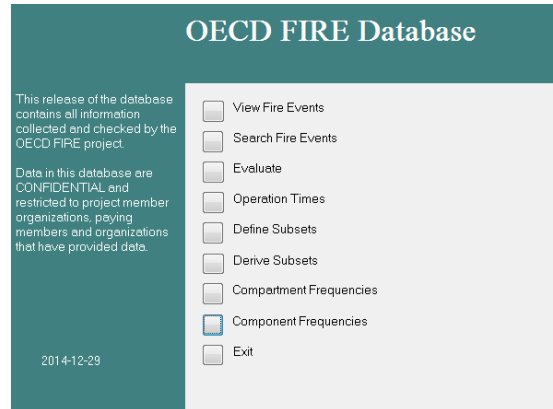 OECD FIRE Database
This release of the database
contains all information
collected and checked by the
OECD FIRE project.
Data in this database are
CONFIDENTIAL and
restricted to project member
organizations, paying
members and organizations
that have provided data.
2014-12-29
View Fire Events
Search Fire Events
Evaluate
Operation Times
Define Subsets
Derive Subsets
Compartment Frequencies
Component Frequencies
Exit